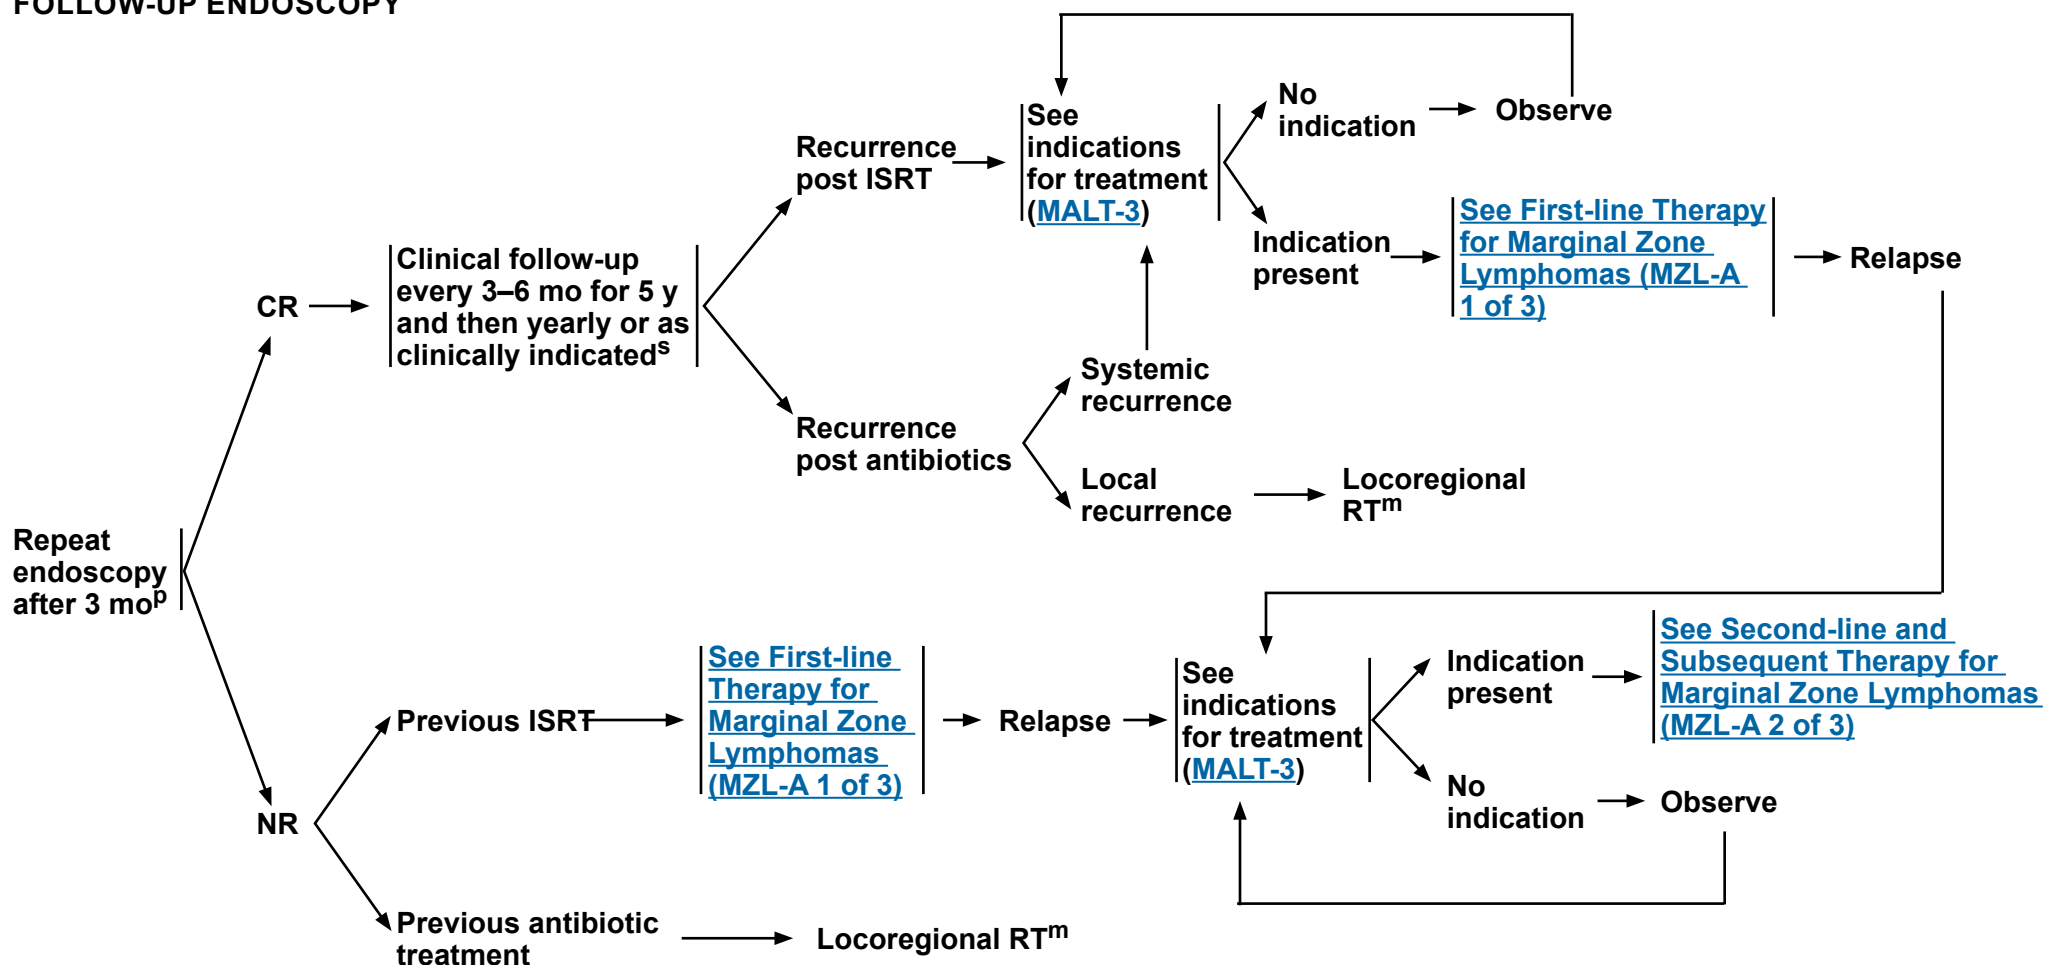 FOLLOW-UP ENDOSCOPY
Repeat
endoscopy
after 3 mop
CR
Clinical follow-up
every 3–6 mo for 5 y
and then yearly or as
clinically indicateds
Recurrence
post ISRT
See
indications
for treatment
(MALT-3)
No
indication
Observe
Indication
present
See First-line Therapy
for Marginal Zone
Lymphomas (MZL-A
1 of 3)
Relapse
Recurrence
post antibiotics
Systemic
recurrence
Local
recurrence
Locoregional
RTm
NR
Previous ISRT
See First-line
Therapy for
Marginal Zone
Lymphomas
(MZL-A 1 of 3)
Relapse
See
indications
for treatment
(MALT-3)
Indication
present
See Second-line and
Subsequent Therapy for
Marginal Zone Lymphomas
(MZL-A 2 of 3)
No
indication
Observe
Previous antibiotic
treatment
Locoregional RTm